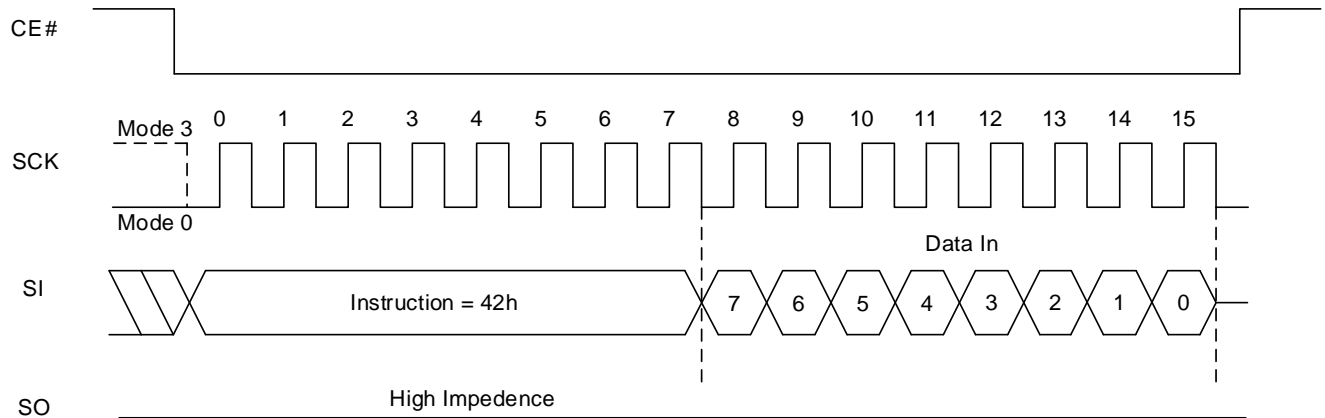 CE#
Mode 3 0 1 2 3 4 5 6 7 8 9 10 11 12 13 14 15
SCK
Mode 0
Data In
SI Instruction = 42h 7 6 5 4 3 2 1 0
High Impedence
SO